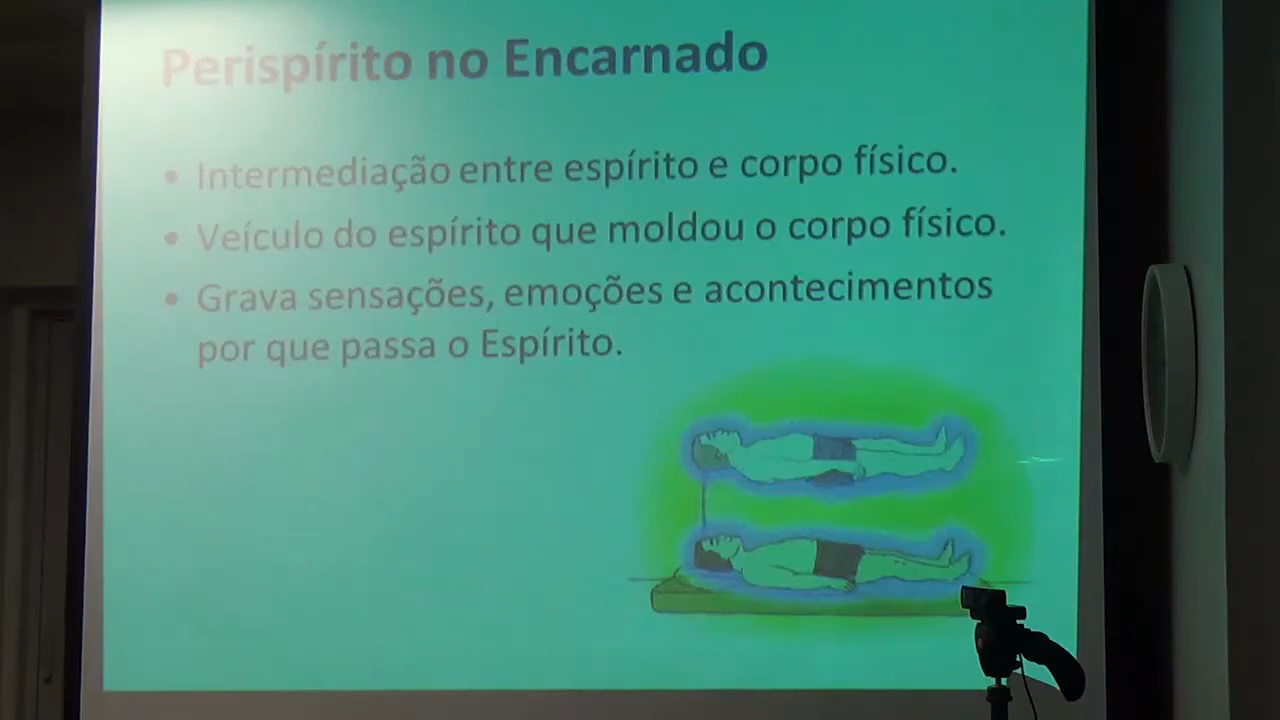 Perispírito no Encarnado
• Intermediação entre espírito e corpo físico.
• Veículo do espírito que moldou o corpo físico.
• Grava sensações, emoções e acontecimentos
por que passa o Espírito.